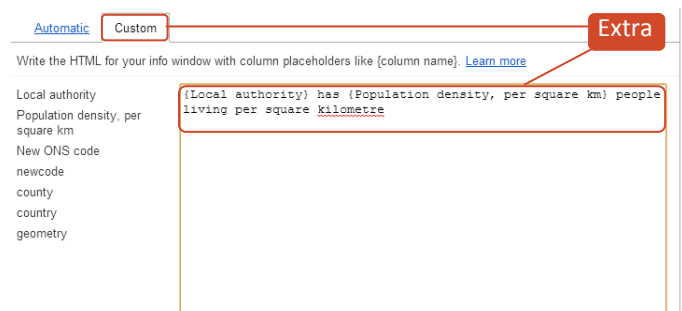 Automatic Custom Extra
Write the HTML for your info window with column placeholders like {column name}. Learn more
Local authority
Population density, per
square km
New ONS code
newcode
county
country
geometry
{Local authority} has {Population density, per square km} people
living per square kilometre